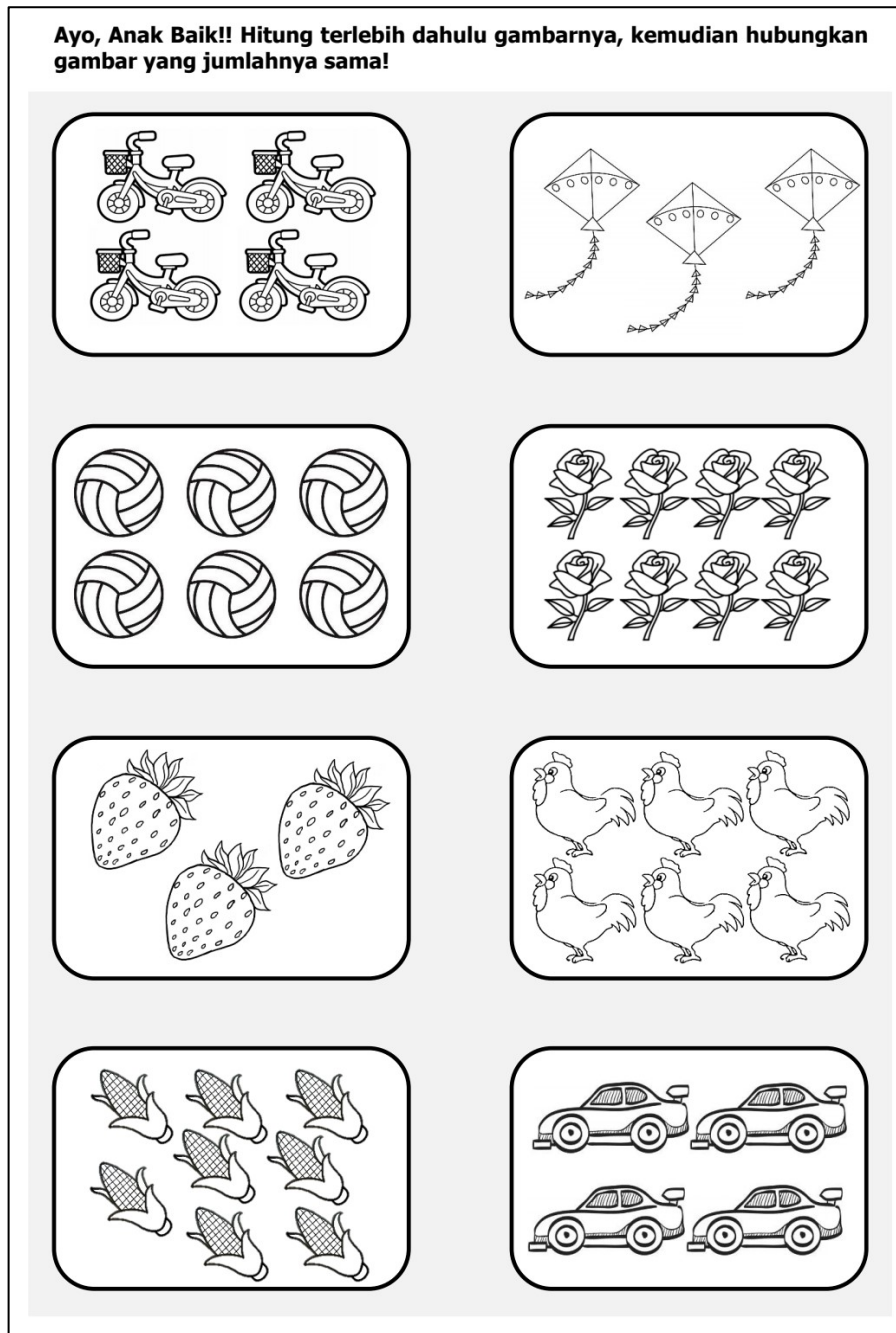 Ayo, Anak Baik!! Hitung terlebih dahulu gambarnya, kemudian hubungkan
gambar yang jumlahnya sama!